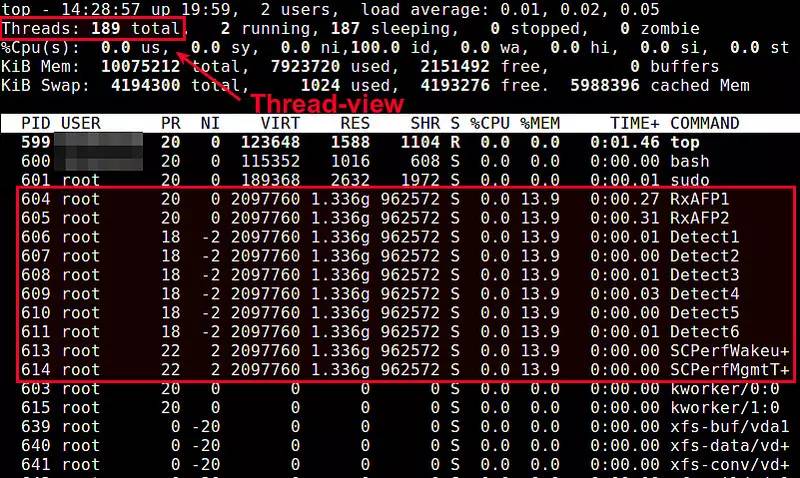 top - 14:28:57 up 19:59,  2 users,  load average: 0.01, 0.02, 0.05
Threads: 189 total,   2 running, 187 sleeping,   0 stopped,   0 zombie
%Cpu(s):  0.0 us,  0.0 sy,  0.0 ni,100.0 id,  0.0 wa,  0.0 hi,  0.0 si,  0.0 st
KiB Mem:  10075212 total,  7923720 used,  2151492 free,        0 buffers
KiB Swap:  4194300 total,     1024 used,  4193276 free.  5988396 cached Mem
Thread-view
PID USER PR NI VIRT RES SHR S %CPU %MEM TIME+ COMMAND
599 20 0 123648 1588 1104 R 0.0 0.0 0:01.46 top
600 20 0 115352 1016 608 S 0.0 0.0 0:00.00 bash
601 root 20 0 189368 2632 1972 S 0.0 0.0 0:00.01 sudo
604 root 20 0 2097760 1.336g 962572 S 0.0 13.9 0:00.27 RxAFP1
605 root 20 0 2097760 1.336g 962572 S 0.0 13.9 0:00.31 RxAFP2
606 root 18 -2 2097760 1.336g 962572 S 0.0 13.9 0:00.01 Detect1
607 root 18 -2 2097760 1.336g 962572 S 0.0 13.9 0:00.00 Detect2
608 root 18 -2 2097760 1.336g 962572 S 0.0 13.9 0:00.01 Detect3
609 root 18 -2 2097760 1.336g 962572 S 0.0 13.9 0:00.03 Detect4
610 root 18 -2 2097760 1.336g 962572 S 0.0 13.9 0:00.00 Detect5
611 root 18 -2 2097760 1.336g 962572 S 0.0 13.9 0:00.01 Detect6
613 root 22 2 2097760 1.336g 962572 S 0.0 13.9 0:00.00 SCPerfWakeu+
614 root 22 2 2097760 1.336g 962572 S 0.0 13.9 0:00.00 SCPerfMgmtT+
603 root 20 0 0 0 0 S 0.0 0.0 0:00.00 kworker/0:0
615 root 20 0 0 0 0 S 0.0 0.0 0:00.00 kworker/1:0
639 root 0 -20 0 0 0 S 0.0 0.0 0:00.00 xfs-buf/vda1
640 root 0 -20 0 0 0 S 0.0 0.0 0:00.00 xfs-data/vd+
641 root 0 -20 0 0 0 S 0.0 0.0 0:00.00 xfs-conv/vd+